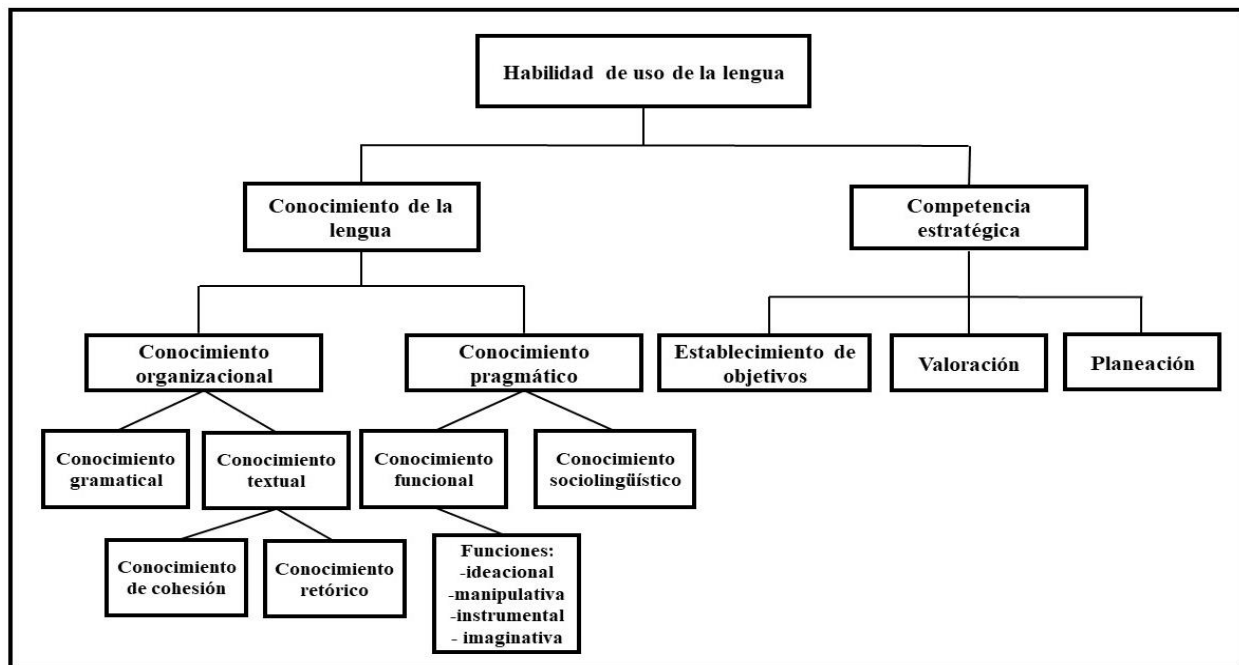 Habilidad de uso de la lengua
Conocimiento de la
lengua
Competencia
estratégica
Conocimiento
organizacional
Conocimiento
pragmático
Establecimiento de
objetivos
Valoración
Planeación
Conocimiento
gramatical
Conocimiento
textual
Conocimiento
funcional
Conocimiento
sociolingüístico
Conocimiento
de cohesión
Conocimiento
retórico
Funciones:
-ideacional
-manipulativa
-instrumental
- imaginativa